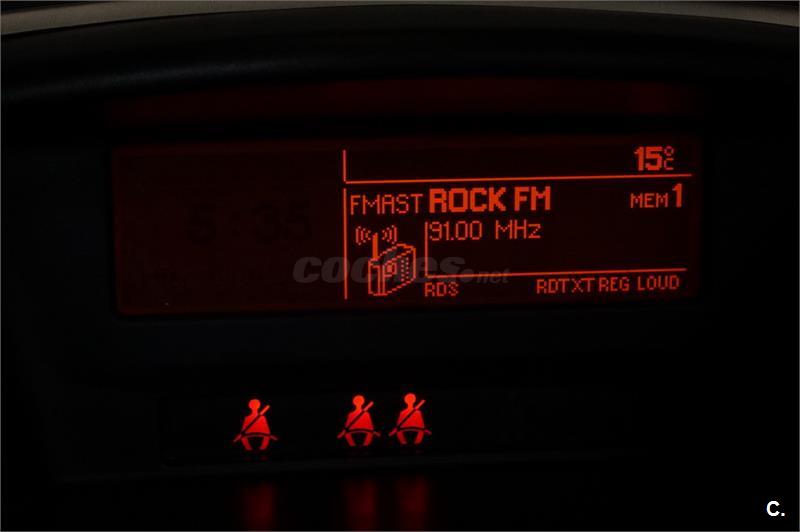 15°C
FMAST ROCK FM MEM 1
91.00 MHz
coches.net
RDS RDTXT REG LOUD
C.